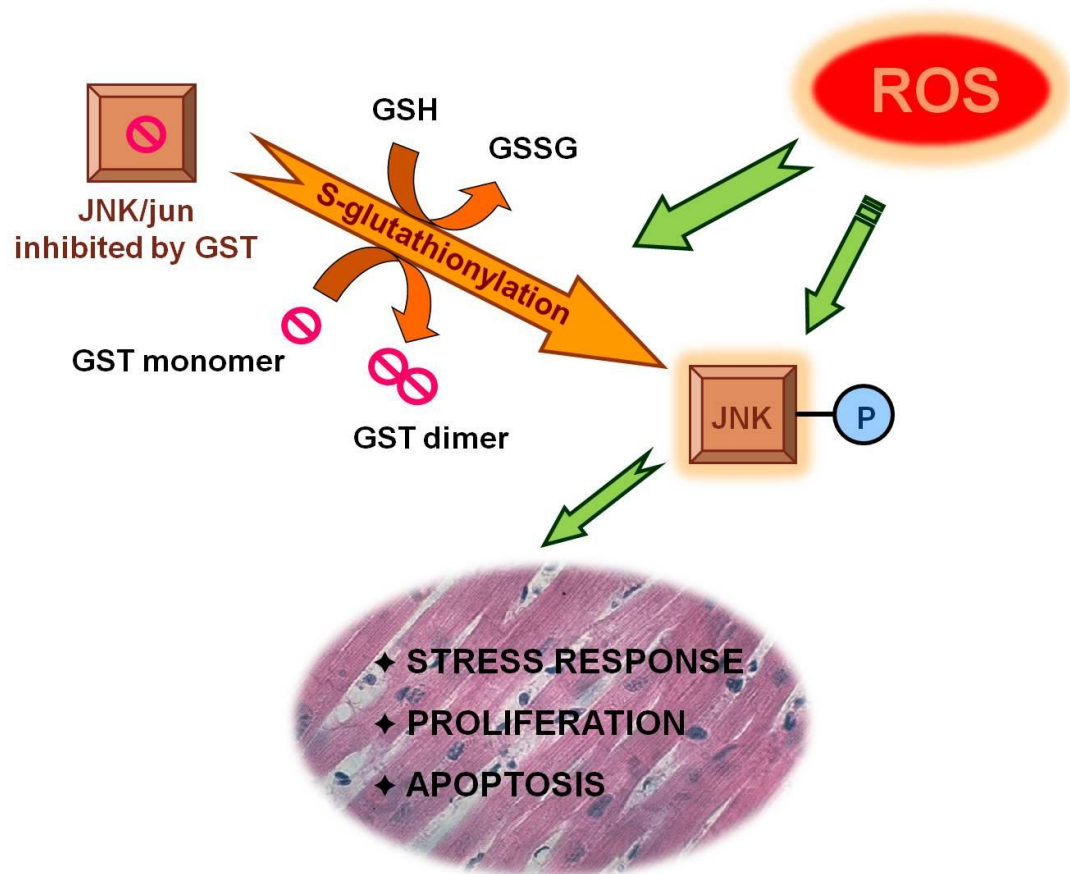 ROS
GSH
GSSG
JNK/jun
inhibited by GST
S-glutathionylation
GST monomer
GST dimer
JNK
P
✦ STRESS RESPONSE
✦ PROLIFERATION
✦ APOPTOSIS